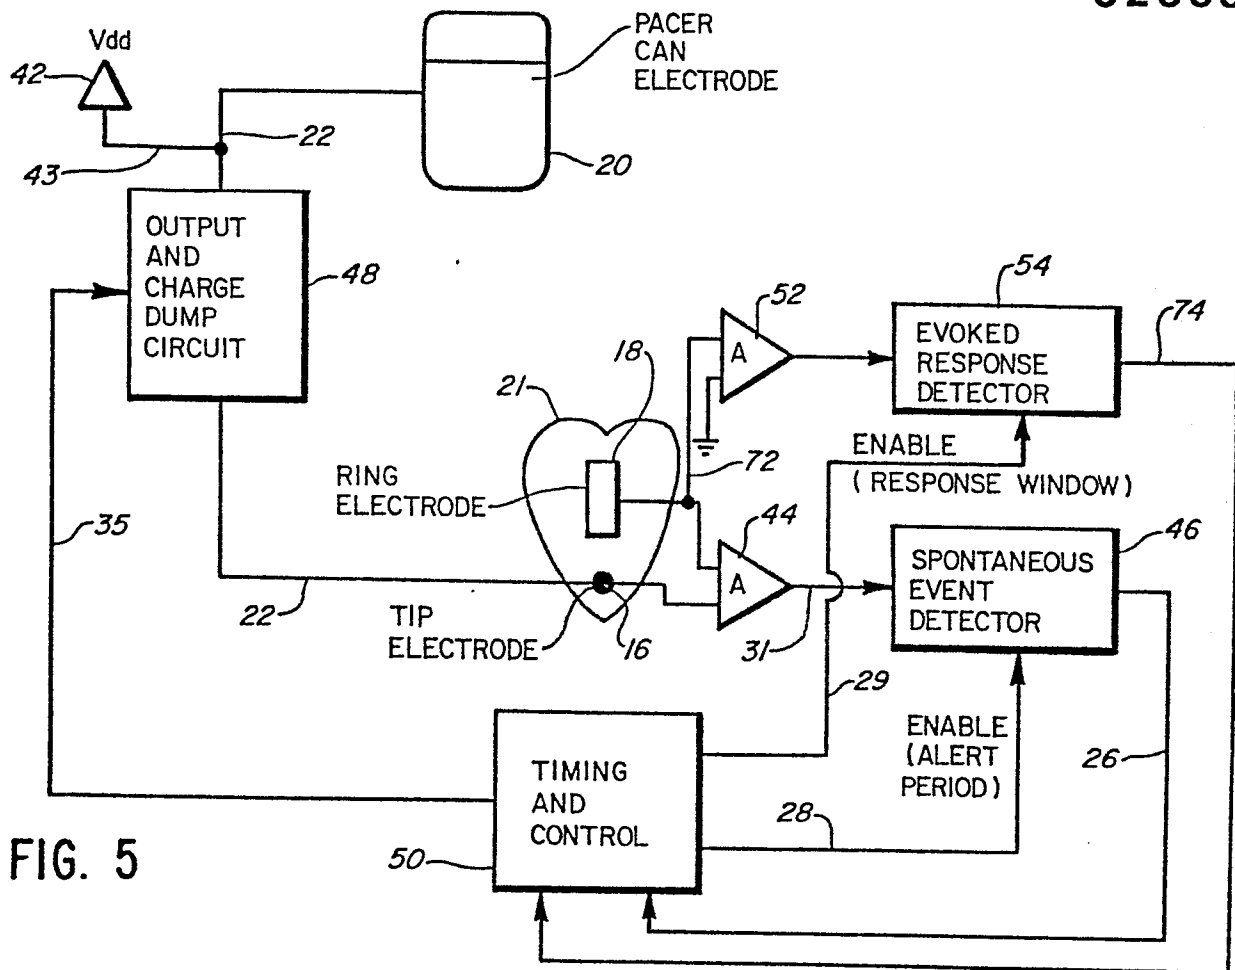 Vdd
42
43
22
PACER
CAN
ELECTRODE
20
OUTPUT
AND
CHARGE
DUMP
CIRCUIT
48
52
A
54
EVOKED
RESPONSE
DETECTOR
74
18
21
RING
ELECTRODE
72
ENABLE
(RESPONSE WINDOW)
35
44
A
46
SPONTANEOUS
EVENT
DETECTOR
22
TIP
ELECTRODE
16
31
29
ENABLE
(ALERT
PERIOD)
26
TIMING
AND
CONTROL
28
50
FIG. 5